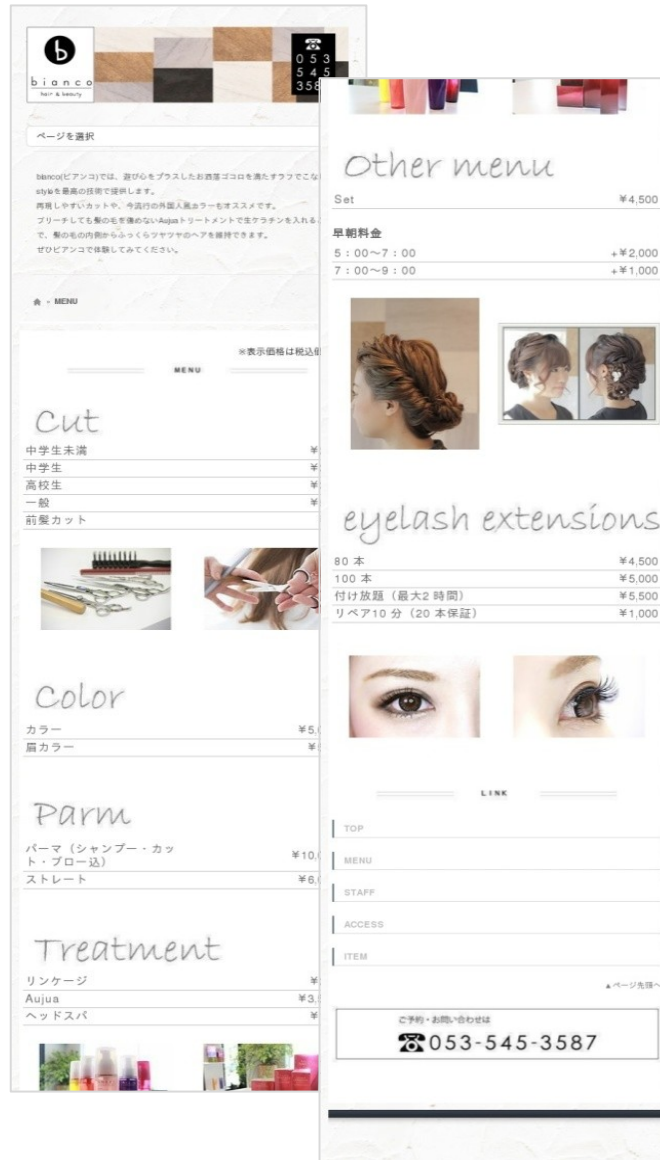 b
bianco
hair & beauty
053
545
358
ページを選択
bianco(ビアンコ)では、遊び心をプラスしたお洒落ゴコロを満たすラフでこな
styleを最高の技術で提供します。
再現しやすいカットや、今流行の外国人風カラーもオススメです。
ブリーチしても髪の毛を傷めないAujuaトリートメントで生ケラチンを入れる
で、髪の毛の内側からふっくらツヤツヤのヘアを維持できます。
ぜひビアンコで体験してみてください。
MENU
※表示価格は税込
MENU
Cut
中学生未満 ¥
中学生 ¥
高校生 ¥
一般 ¥
前髪カット
Color
カラー ¥5,
眉カラー ¥
Parm
パーマ(シャンプー・カッ
ト・ブロー込) ¥10,
ストレート ¥6,
Treatment
リンケージ ¥
Aujua ¥3,
ヘッドスパ ¥
Other menu
Set ¥4,500
早朝料金
5:00〜7:00 +¥2,000
7:00〜9:00 +¥1,000
eyelash extensions
80 本 ¥4,500
100 本 ¥5,000
付け放題(最大2 時間) ¥5,500
リペア10 分(20 本保証) ¥1,000
LINK
TOP
MENU
STAFF
ACCESS
ITEM
▲ページ先頭へ
ご予約・お問い合わせは
☎053-545-3587